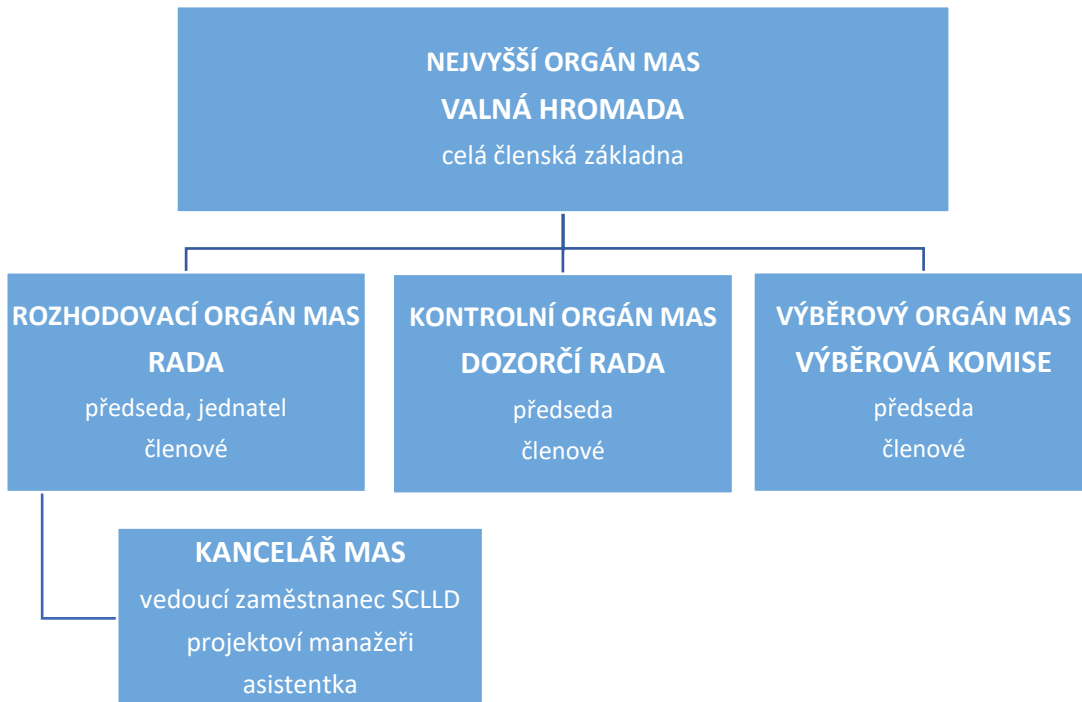 NEJVYŠŠÍ ORGÁN MAS
VALNÁ HROMADA
celá členská základna
ROZHODOVACÍ ORGÁN MAS
RADA
předseda, jednatel
členové
KONTROLNÍ ORGÁN MAS
DOZORČÍ RADA
předseda
členové
VÝBĚROVÝ ORGÁN MAS
VÝBĚROVÁ KOMISE
předseda
členové
KANCELÁŘ MAS
vedoucí zaměstnanec SCLLD
projektoví manažeři
asistentka